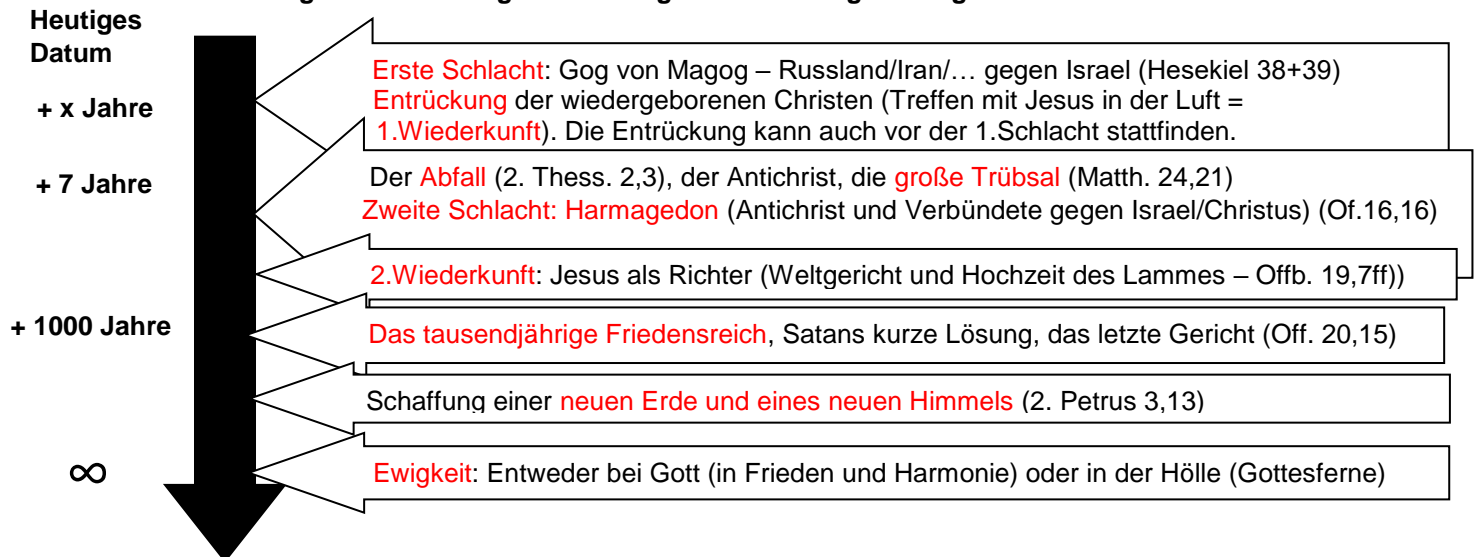 Heutiges
Datum
Erste Schlacht: Gog von Magog – Russland/Iran/… gegen Israel (Hesekiel 38+39)
+ x Jahre
Entrückung der wiedergeborenen Christen (Treffen mit Jesus in der Luft =
1.Wiederkunft). Die Entrückung kann auch vor der 1.Schlacht stattfinden.
+ 7 Jahre
Der Abfall (2. Thess. 2,3), der Antichrist, die große Trübsal (Matth. 24,21)
Zweite Schlacht: Harmagedon (Antichrist und Verbündete gegen Israel/Christus) (Of.16,16)
2.Wiederkunft: Jesus als Richter (Weltgericht und Hochzeit des Lammes – Offb. 19,7ff))
+ 1000 Jahre
Das tausendjährige Friedensreich, Satans kurze Lösung, das letzte Gericht (Off. 20,15)
Schaffung einer neuen Erde und eines neuen Himmels (2. Petrus 3,13)
∞
Ewigkeit: Entweder bei Gott (in Frieden und Harmonie) oder in der Hölle (Gottesferne)